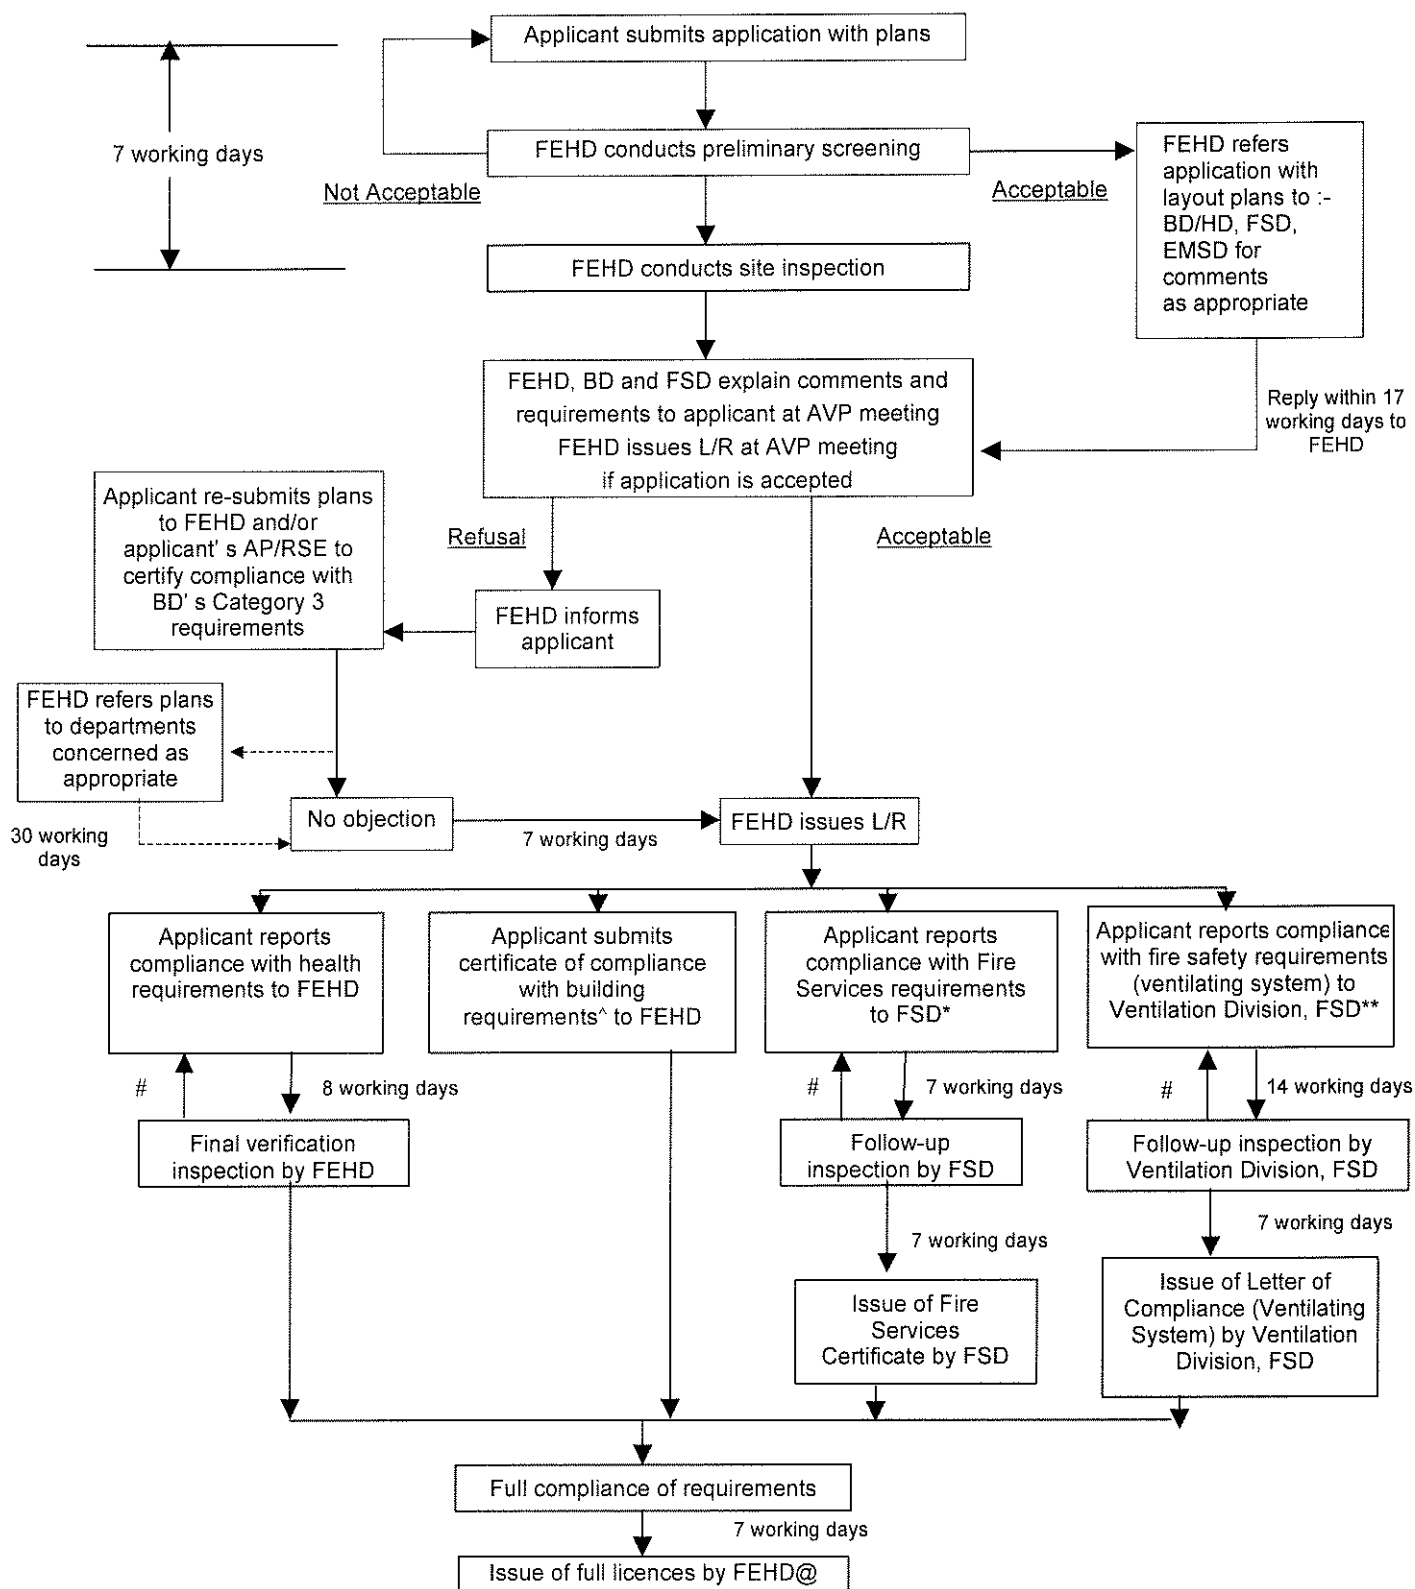 Applicant submits application with plans
7 working days
FEHD conducts preliminary screening
Not Acceptable
Acceptable
FEHD refers
application with
layout plans to :-
BD/HD, FSD,
EMSD for
comments
as appropriate
FEHD conducts site inspection
FEHD, BD and FSD explain comments and
requirements to applicant at AVP meeting
FEHD issues L/R at AVP meeting
if application is accepted
Reply within 17
working days to
FEHD
Applicant re-submits plans
to FEHD and/or
applicant' s AP/RSE to
certify compliance with
BD' s Category 3
requirements
Refusal
Acceptable
FEHD informs
applicant
FEHD refers plans
to departments
concerned as
appropriate
30 working
days
No objection
7 working days
FEHD issues L/R
Applicant reports
compliance with health
requirements to FEHD
Applicant submits
certificate of compliance
with building
requirements^ to FEHD
Applicant reports
compliance with Fire
Services requirements
to FSD*
Applicant reports compliance
with fire safety requirements
(ventilating system) to
Ventilation Division, FSD**
#
8 working days
#
7 working days
#
14 working days
Final verification
inspection by FEHD
Follow-up
inspection by FSD
Follow-up inspection by
Ventilation Division, FSD
7 working days
7 working days
Issue of Fire
Services
Certificate by FSD
Issue of Letter of
Compliance (Ventilating
System) by Ventilation
Division, FSD
Full compliance of requirements
7 working days
Issue of full licences by FEHD@